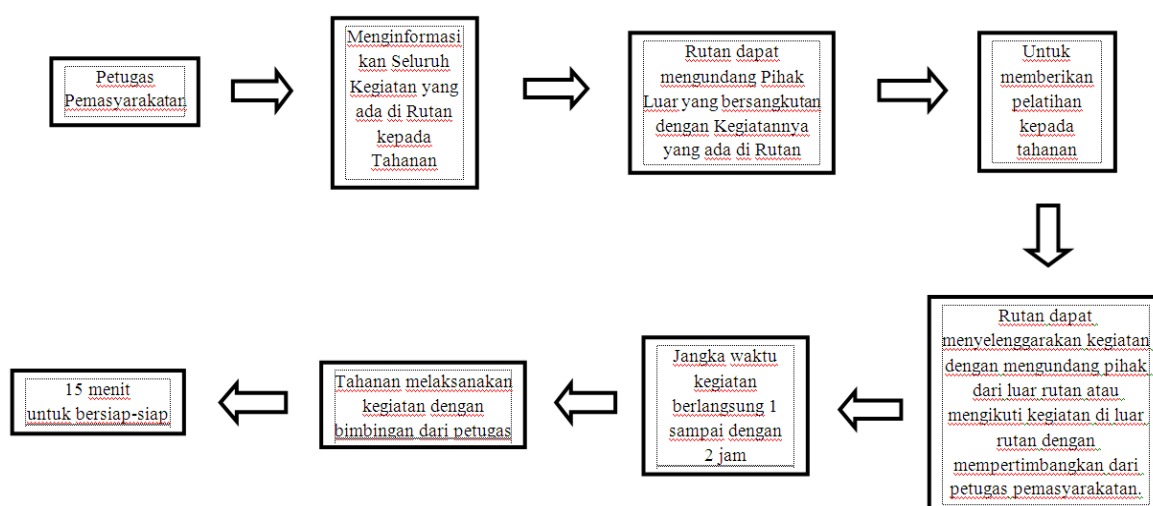 Petugas
Pemasyarakatan
Menginformasi
kan Seluruh
Kegiatan yang
ada di Rutan
kepada
Tahanan
Rutan dapat
mengundang Pihak
Luar yang bersangkutan
dengan Kegiatannya
yang ada di Rutan
Untuk
memberikan
pelatihan
kepada
tahanan
Rutan dapat
menyelenggarakan kegiatan
dengan mengundang pihak
dari luar rutan atau
mengikuti kegiatan di luar
rutan dengan
mempertimbangkan dari
petugas pemasyarakatan.
Jangka waktu
kegiatan
berlangsung 1
sampai dengan
2 jam
Tahanan melaksanakan
kegiatan dengan
bimbingan dari petugas
15 menit
untuk bersiap-siap